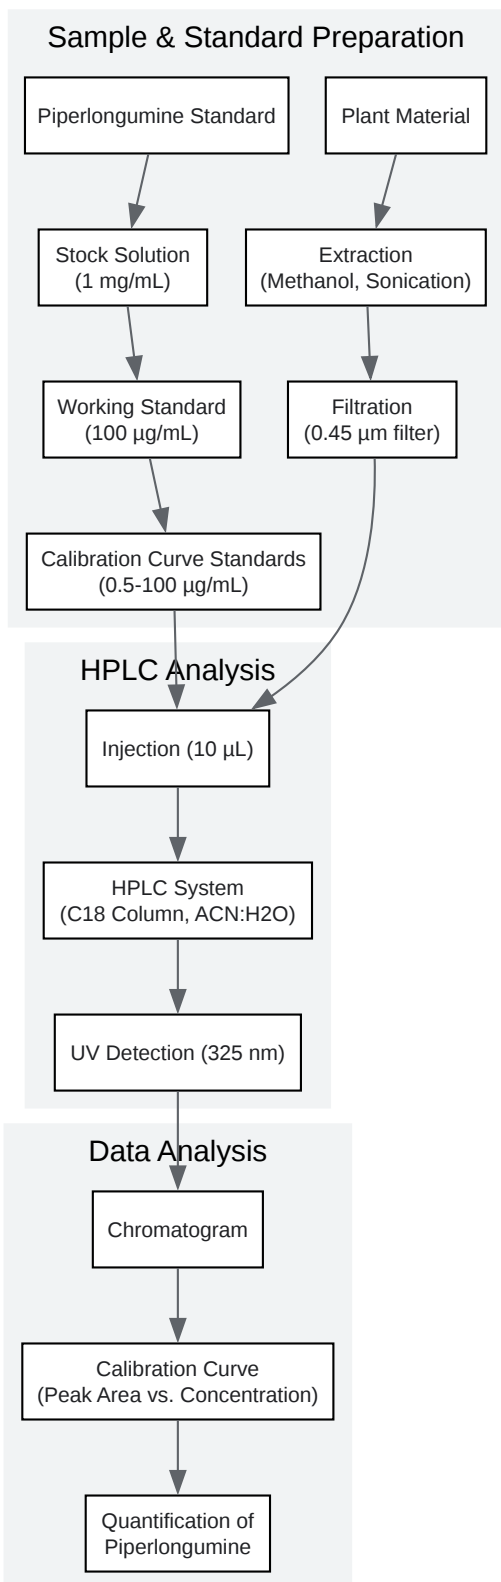 Sample & Standard Preparation
Piperlongumine Standard
Plant Material
Stock Solution
(1 mg/mL)
Extraction
(Methanol, Sonication)
Working Standard
(100 µg/mL)
Filtration
(0.45 µm filter)
Calibration Curve Standards
(0.5-100 µg/mL)
HPLC Analysis
Injection (10 µL)
HPLC System
(C18 Column, ACN:H2O)
UV Detection (325 nm)
Data Analysis
Chromatogram
Calibration Curve
(Peak Area vs. Concentration)
Quantification of
Piperlongumine